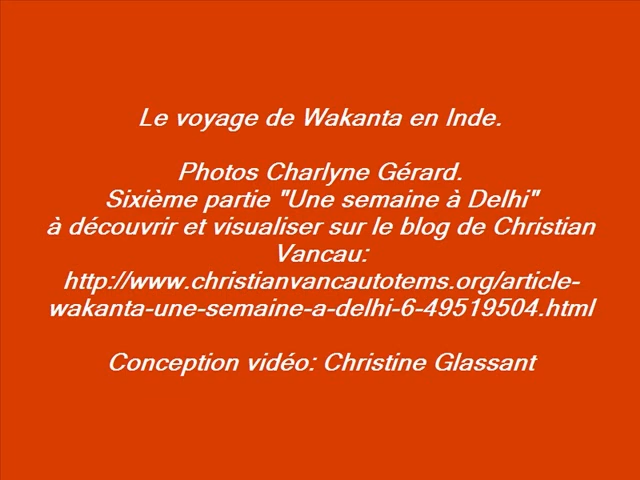 Le voyage de Wakanta en Inde.
Photos Charlyne Gérard.
Sixième partie "Une semaine à Delhi"
à découvrir et visualiser sur le blog de Christian
Vancau:
http://www.christianvancautotems.org/article-
wakanta-une-semaine-a-delhi-6-49519504.html
Conception vidéo: Christine Glassant